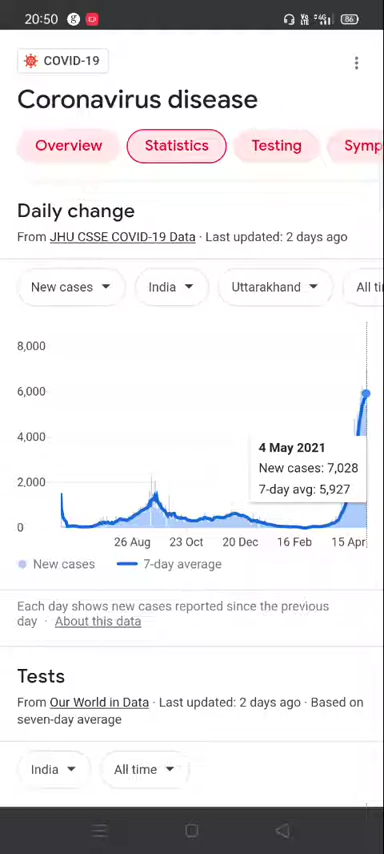 20:50
86
COVID-19
Coronavirus disease
Overview Statistics Testing Symp
Daily change
From JHU CSSE COVID-19 Data · Last updated: 2 days ago
New cases India Uttarakhand All ti
8,000
6,000
4,000
2,000
0
4 May 2021
New cases: 7,028
7-day avg: 5,927
26 Aug 23 Oct 20 Dec 16 Feb 15 Apr
New cases 7-day average
Each day shows new cases reported since the previous
day · About this data
Tests
From Our World in Data · Last updated: 2 days ago · Based on
seven-day average
India All time